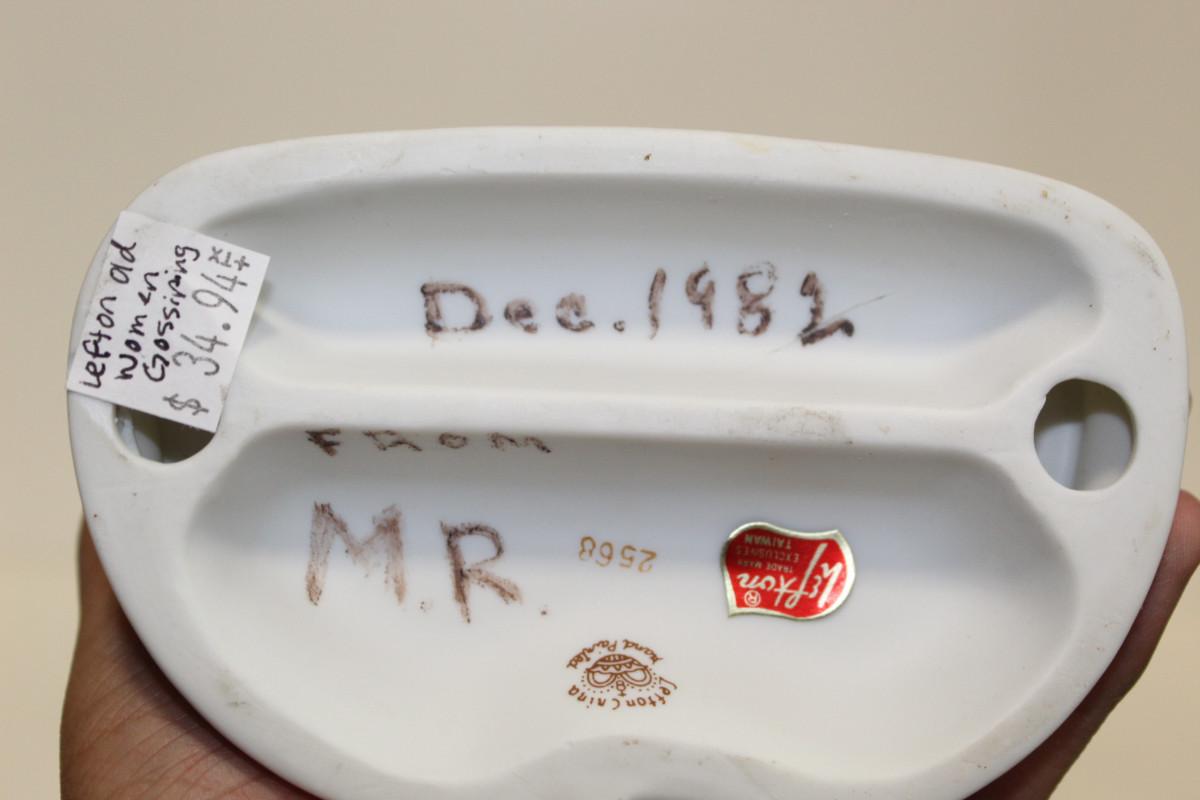 Lefton old
Women
Gossiping
$ 34.94
Dec. 1982
From
M.R.
2568
Lefton ®
TRADE MARK
EXCLUSIVES
TAIWAN
Lefton China
Hand Painted